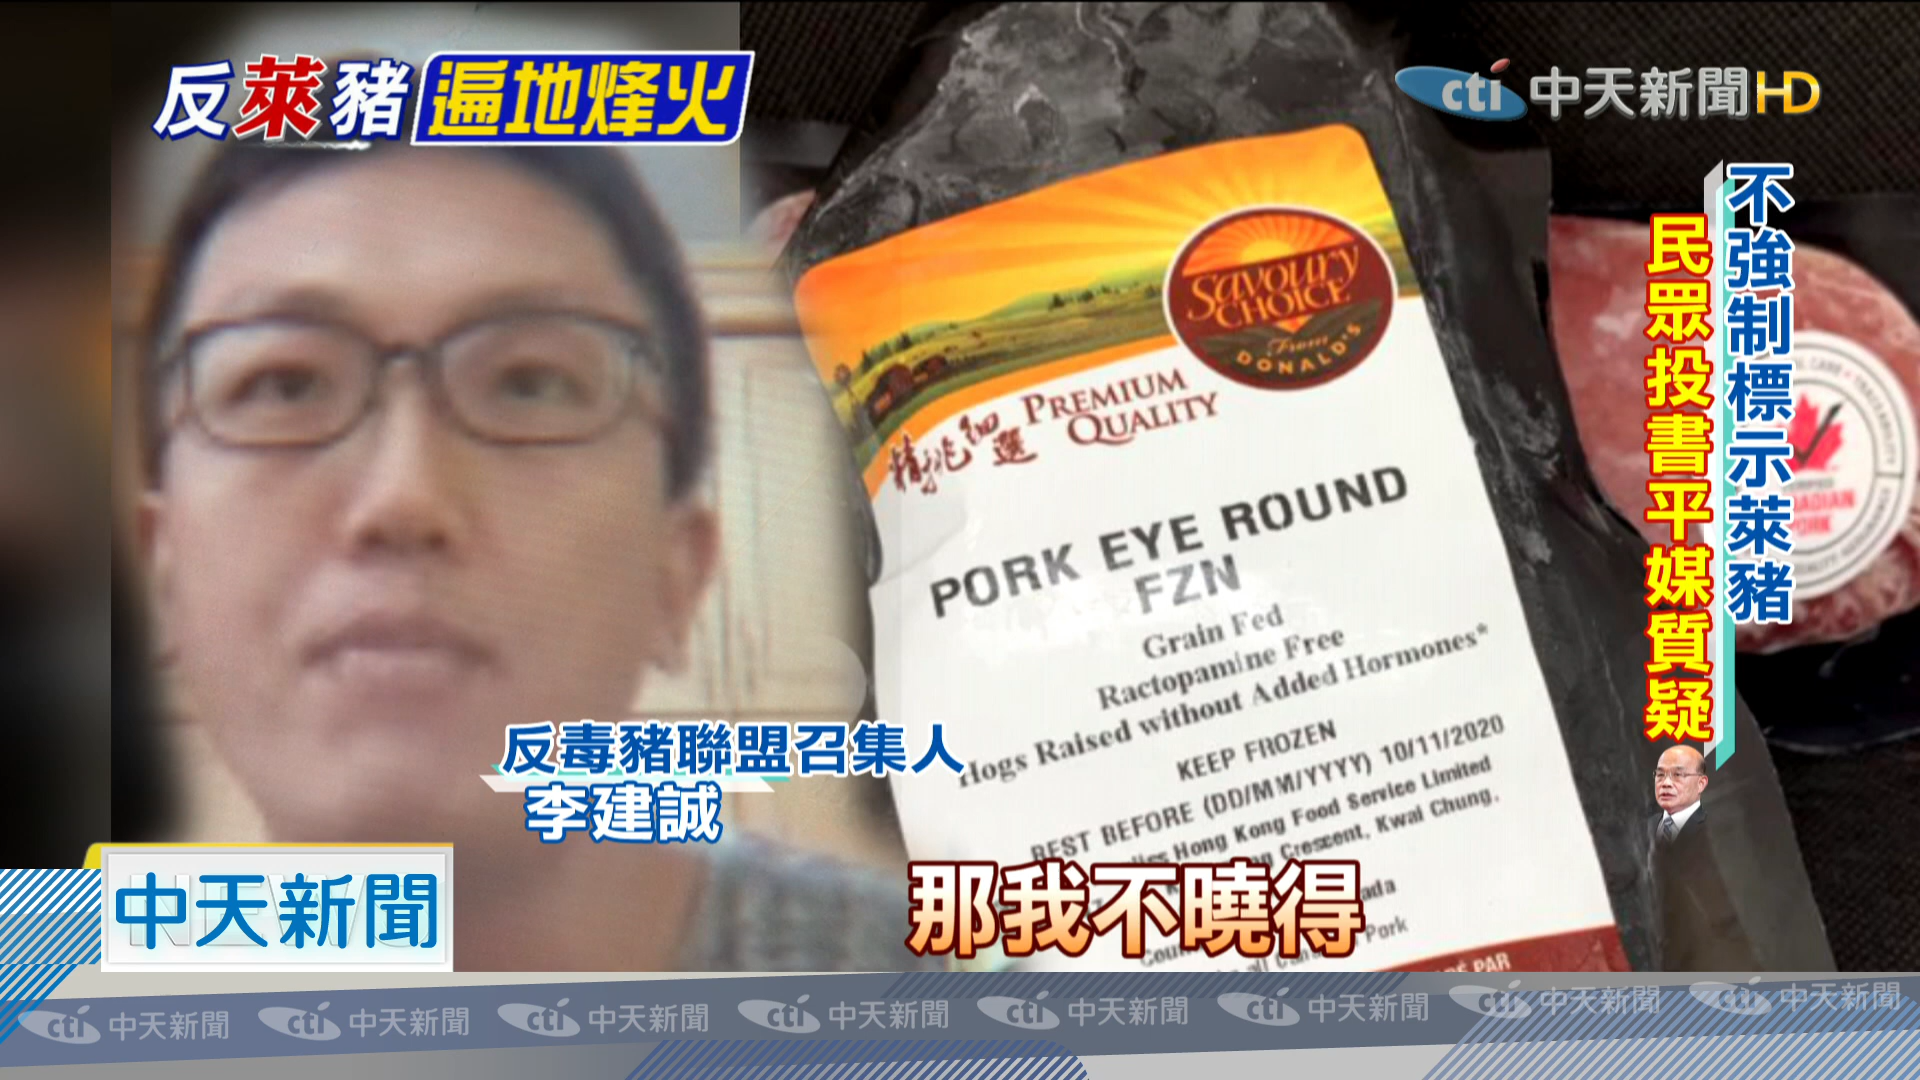 反萊豬 遍地烽火
cti 中天新聞HD
不強制標示萊豬
民眾投書平媒質疑
SAVOURY
CHOICE
From
DONALD'S
精挑細選
PREMIUM
QUALITY
PORK EYE ROUND
FZN
Grain Fed
Ractopamine Free
Hogs Raised without Added Hormones*
KEEP FROZEN
BEST BEFORE (DD/MM/YYYY) 10/11/2020
Hong Kong Food Service Limited
Crescent, Kwai Chung.
Pork
PAR
反毒豬聯盟召集人
李建誠
那我不曉得
中天新聞
cti 中天新聞 cti 中天新聞 cti 中天新聞 cti 中天新聞 cti 中天新聞 cti 中天新聞 cti 中天新聞 cti 中天新聞